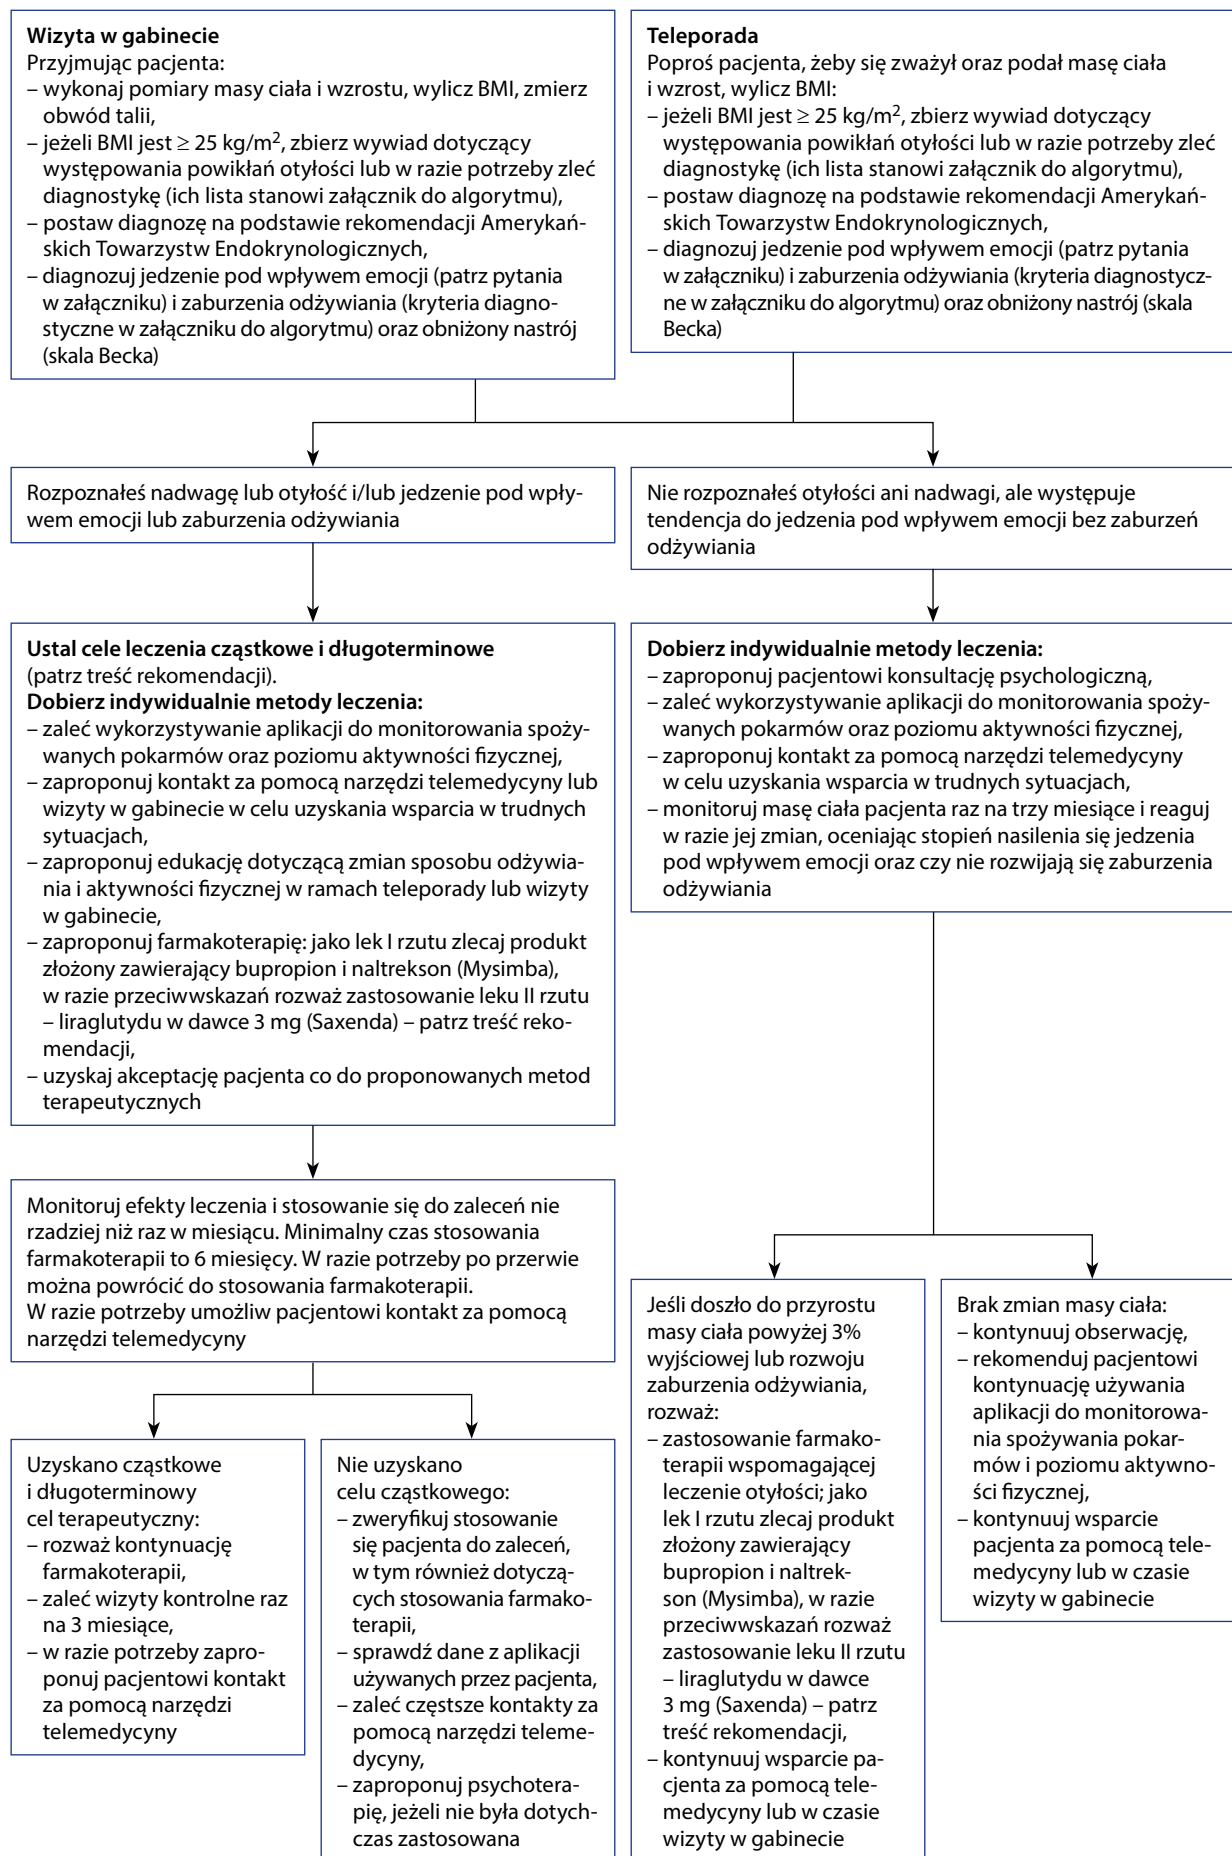 Wizyta w gabinecie
Przyjmując pacjenta:
– wykonaj pomiary masy ciała i wzrostu, wylicz BMI, zmierz
obwód talii,
– jeżeli BMI jest ≥ 25 kg/m², zbierz wywiad dotyczący
występowania powikłań otyłości lub w razie potrzeby zleć
diagnostykę (ich lista stanowi załącznik do algorytmu),
– postaw diagnozę na podstawie rekomendacji Amerykań-
skich Towarzystw Endokrynologicznych,
– diagnozuj jedzenie pod wpływem emocji (patrz pytania
w załączniku) i zaburzenia odżywiania (kryteria diagno-
styczne w załączniku do algorytmu) oraz obniżony nastrój
(skala Becka)
Teleporada
Poproś pacjenta, żeby się zważył oraz podał masę ciała
i wzrost, wylicz BMI:
– jeżeli BMI jest ≥ 25 kg/m², zbierz wywiad dotyczący
występowania powikłań otyłości lub w razie potrzeby zleć
diagnostykę (ich lista stanowi załącznik do algorytmu),
– postaw diagnozę na podstawie rekomendacji Amerykań-
skich Towarzystw Endokrynologicznych,
– diagnozuj jedzenie pod wpływem emocji (patrz pytania
w załączniku) i zaburzenia odżywiania (kryteria diagnostycz-
ne w załączniku do algorytmu) oraz obniżony nastrój (skala
Becka)
Rozpoznałeś nadwagę lub otyłość i/lub jedzenie pod wpły-
wem emocji lub zaburzenia odżywiania
Nie rozpoznałeś otyłości ani nadwagi, ale występuje
tendencja do jedzenia pod wpływem emocji bez zaburzeń
odżywiania
Ustal cele leczenia cząstkowe i długoterminowe
(patrz treść rekomendacji).
Dobierz indywidualnie metody leczenia:
– zaleć wykorzystywanie aplikacji do monitorowania spoży-
wanych pokarmów oraz poziomu aktywności fizycznej,
– zaproponuj kontakt za pomocą narzędzi telemedycyny lub
wizyty w gabinecie w celu uzyskania wsparcia w trudnych
sytuacjach,
– zaproponuj edukację dotyczącą zmian sposobu odżywia-
nia i aktywności fizycznej w ramach teleporady lub wizyty
w gabinecie,
– zaproponuj farmakoterapię: jako lek I rzutu zlecaj produkt
złożony zawierający bupropion i naltrekson (Mysimba),
w razie przeciwwskazań rozważ zastosowanie leku II rzutu
– liraglutydu w dawce 3 mg (Saxenda) – patrz treść reko-
mendacji,
– uzyskaj akceptację pacjenta co do proponowanych metod
terapeutycznych
Dobierz indywidualnie metody leczenia:
– zaproponuj pacjentowi konsultację psychologiczną,
– zaleć wykorzystywanie aplikacji do monitorowania spoży-
wanych pokarmów oraz poziomu aktywności fizycznej,
– zaproponuj kontakt za pomocą narzędzi telemedycyny
w celu uzyskania wsparcia w trudnych sytuacjach,
– monitoruj masę ciała pacjenta raz na trzy miesiące i reaguj
w razie jej zmian, oceniając stopień nasilenia się jedzenia
pod wpływem emocji oraz czy nie rozwijają się zaburzenia
odżywiania
Monitoruj efekty leczenia i stosowanie się do zaleceń nie
rzadziej niż raz w miesiącu. Minimalny czas stosowania
farmakoterapii to 6 miesięcy. W razie potrzeby po przerwie
można powrócić do stosowania farmakoterapii.
W razie potrzeby umożliw pacjentowi kontakt za pomocą
narzędzi telemedycyny
Uzyskano cząstkowe
i długoterminowy
cel terapeutyczny:
– rozważ kontynuację
farmakoterapii,
– zaleć wizyty kontrolne raz
na 3 miesiące,
– w razie potrzeby zapro-
ponuj pacjentowi kontakt
za pomocą narzędzi
telemedycyny
Nie uzyskano
celu cząstkowego:
– zweryfikuj stosowanie
się pacjenta do zaleceń,
w tym również dotyczą-
cych stosowania farmako-
terapii,
– sprawdź dane z aplikacji
używanych przez pacjenta,
– zaleć częstsze kontakty za
pomocą narzędzi teleme-
dycyny,
– zaproponuj psychotera-
pię, jeżeli nie była dotych-
czas zastosowana
Jeśli doszło do przyrostu
masy ciała powyżej 3%
wyjściowej lub rozwoju
zaburzenia odżywiania,
rozważ:
– zastosowanie farmako-
terapii wspomagającej
leczenie otyłości; jako
lek I rzutu zlecaj produkt
złożony zawierający
bupropion i naltrek-
son (Mysimba), w razie
przeciwwskazań rozważ
zastosowanie leku II rzutu
– liraglutydu w dawce
3 mg (Saxenda) – patrz
treść rekomendacji,
– kontynuuj wsparcie pa-
cjenta za pomocą tele-
medycyny lub w czasie
wizyty w gabinecie
Brak zmian masy ciała:
– kontynuuj obserwację,
– rekomenduj pacjentowi
kontynuację używania
aplikacji do monitorowa-
nia spożywania pokar-
mów i poziomu aktywno-
ści fizycznej,
– kontynuuj wsparcie
pacjenta za pomocą tele-
medycyny lub w czasie
wizyty w gabinecie